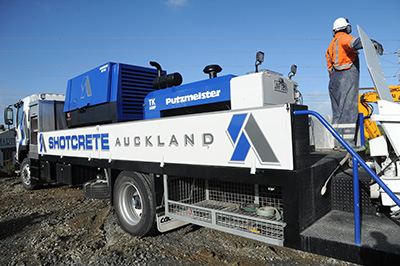 TK
Putzmeister
SHOTCRETE AUCKLAND